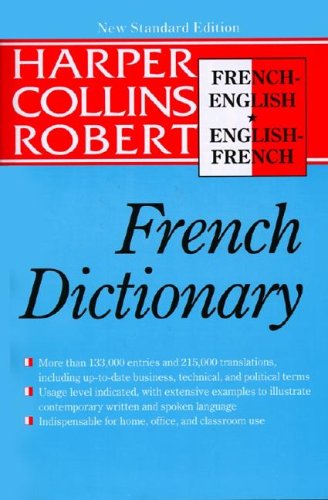 New Standard Edition
HARPER
COLLINS
ROBERT
FRENCH-
ENGLISH
★
ENGLISH-
FRENCH
French
Dictionary
More than 133,000 entries and 215,000 translations,
including up-to-date business, technical, and political terms
Usage level indicated, with extensive examples to illustrate
contemporary written and spoken language
Indispensable for home, office, and classroom use